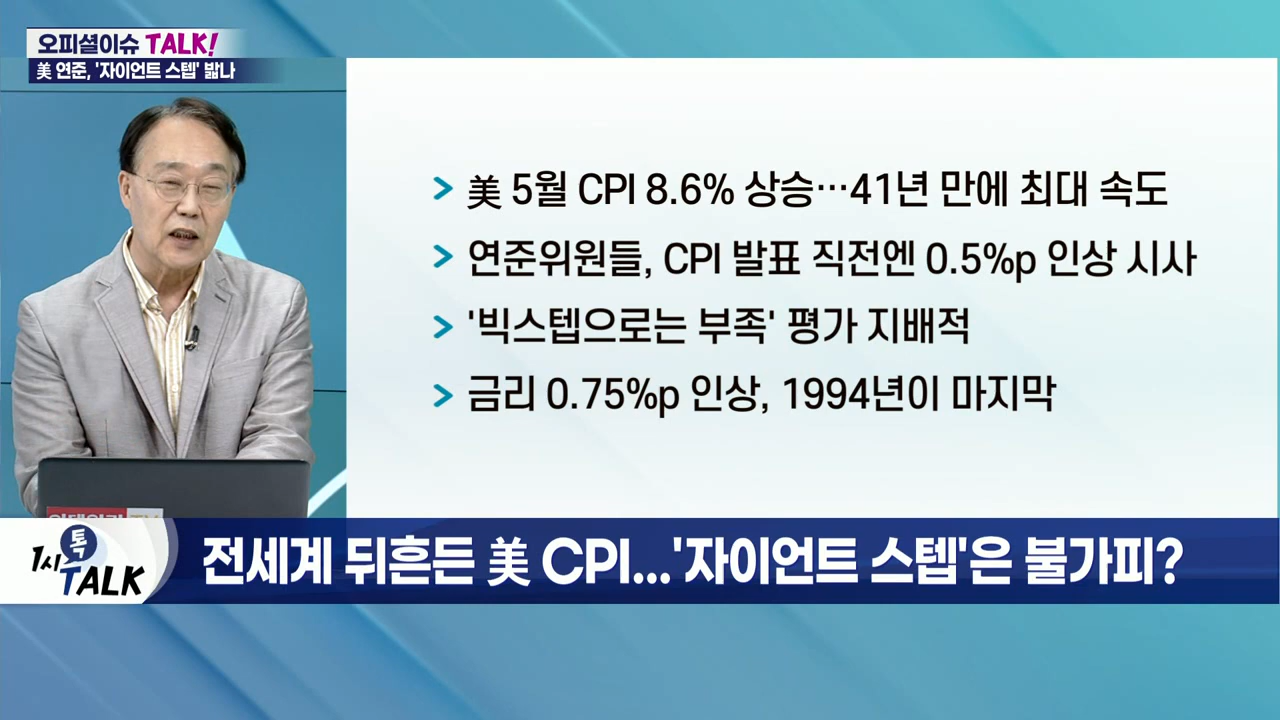 오피셜이슈 TALK!
美 연준, '자이언트 스텝' 밟나
美 5월 CPI 8.6% 상승…41년 만에 최대 속도
연준위원들, CPI 발표 직전엔 0.5%p 인상 시사
'빅스텝으로는 부족' 평가 지배적
금리 0.75%p 인상, 1994년이 마지막
1시톡
TALK
전세계 뒤흔든 美 CPI...'자이언트 스텝'은 불가피?